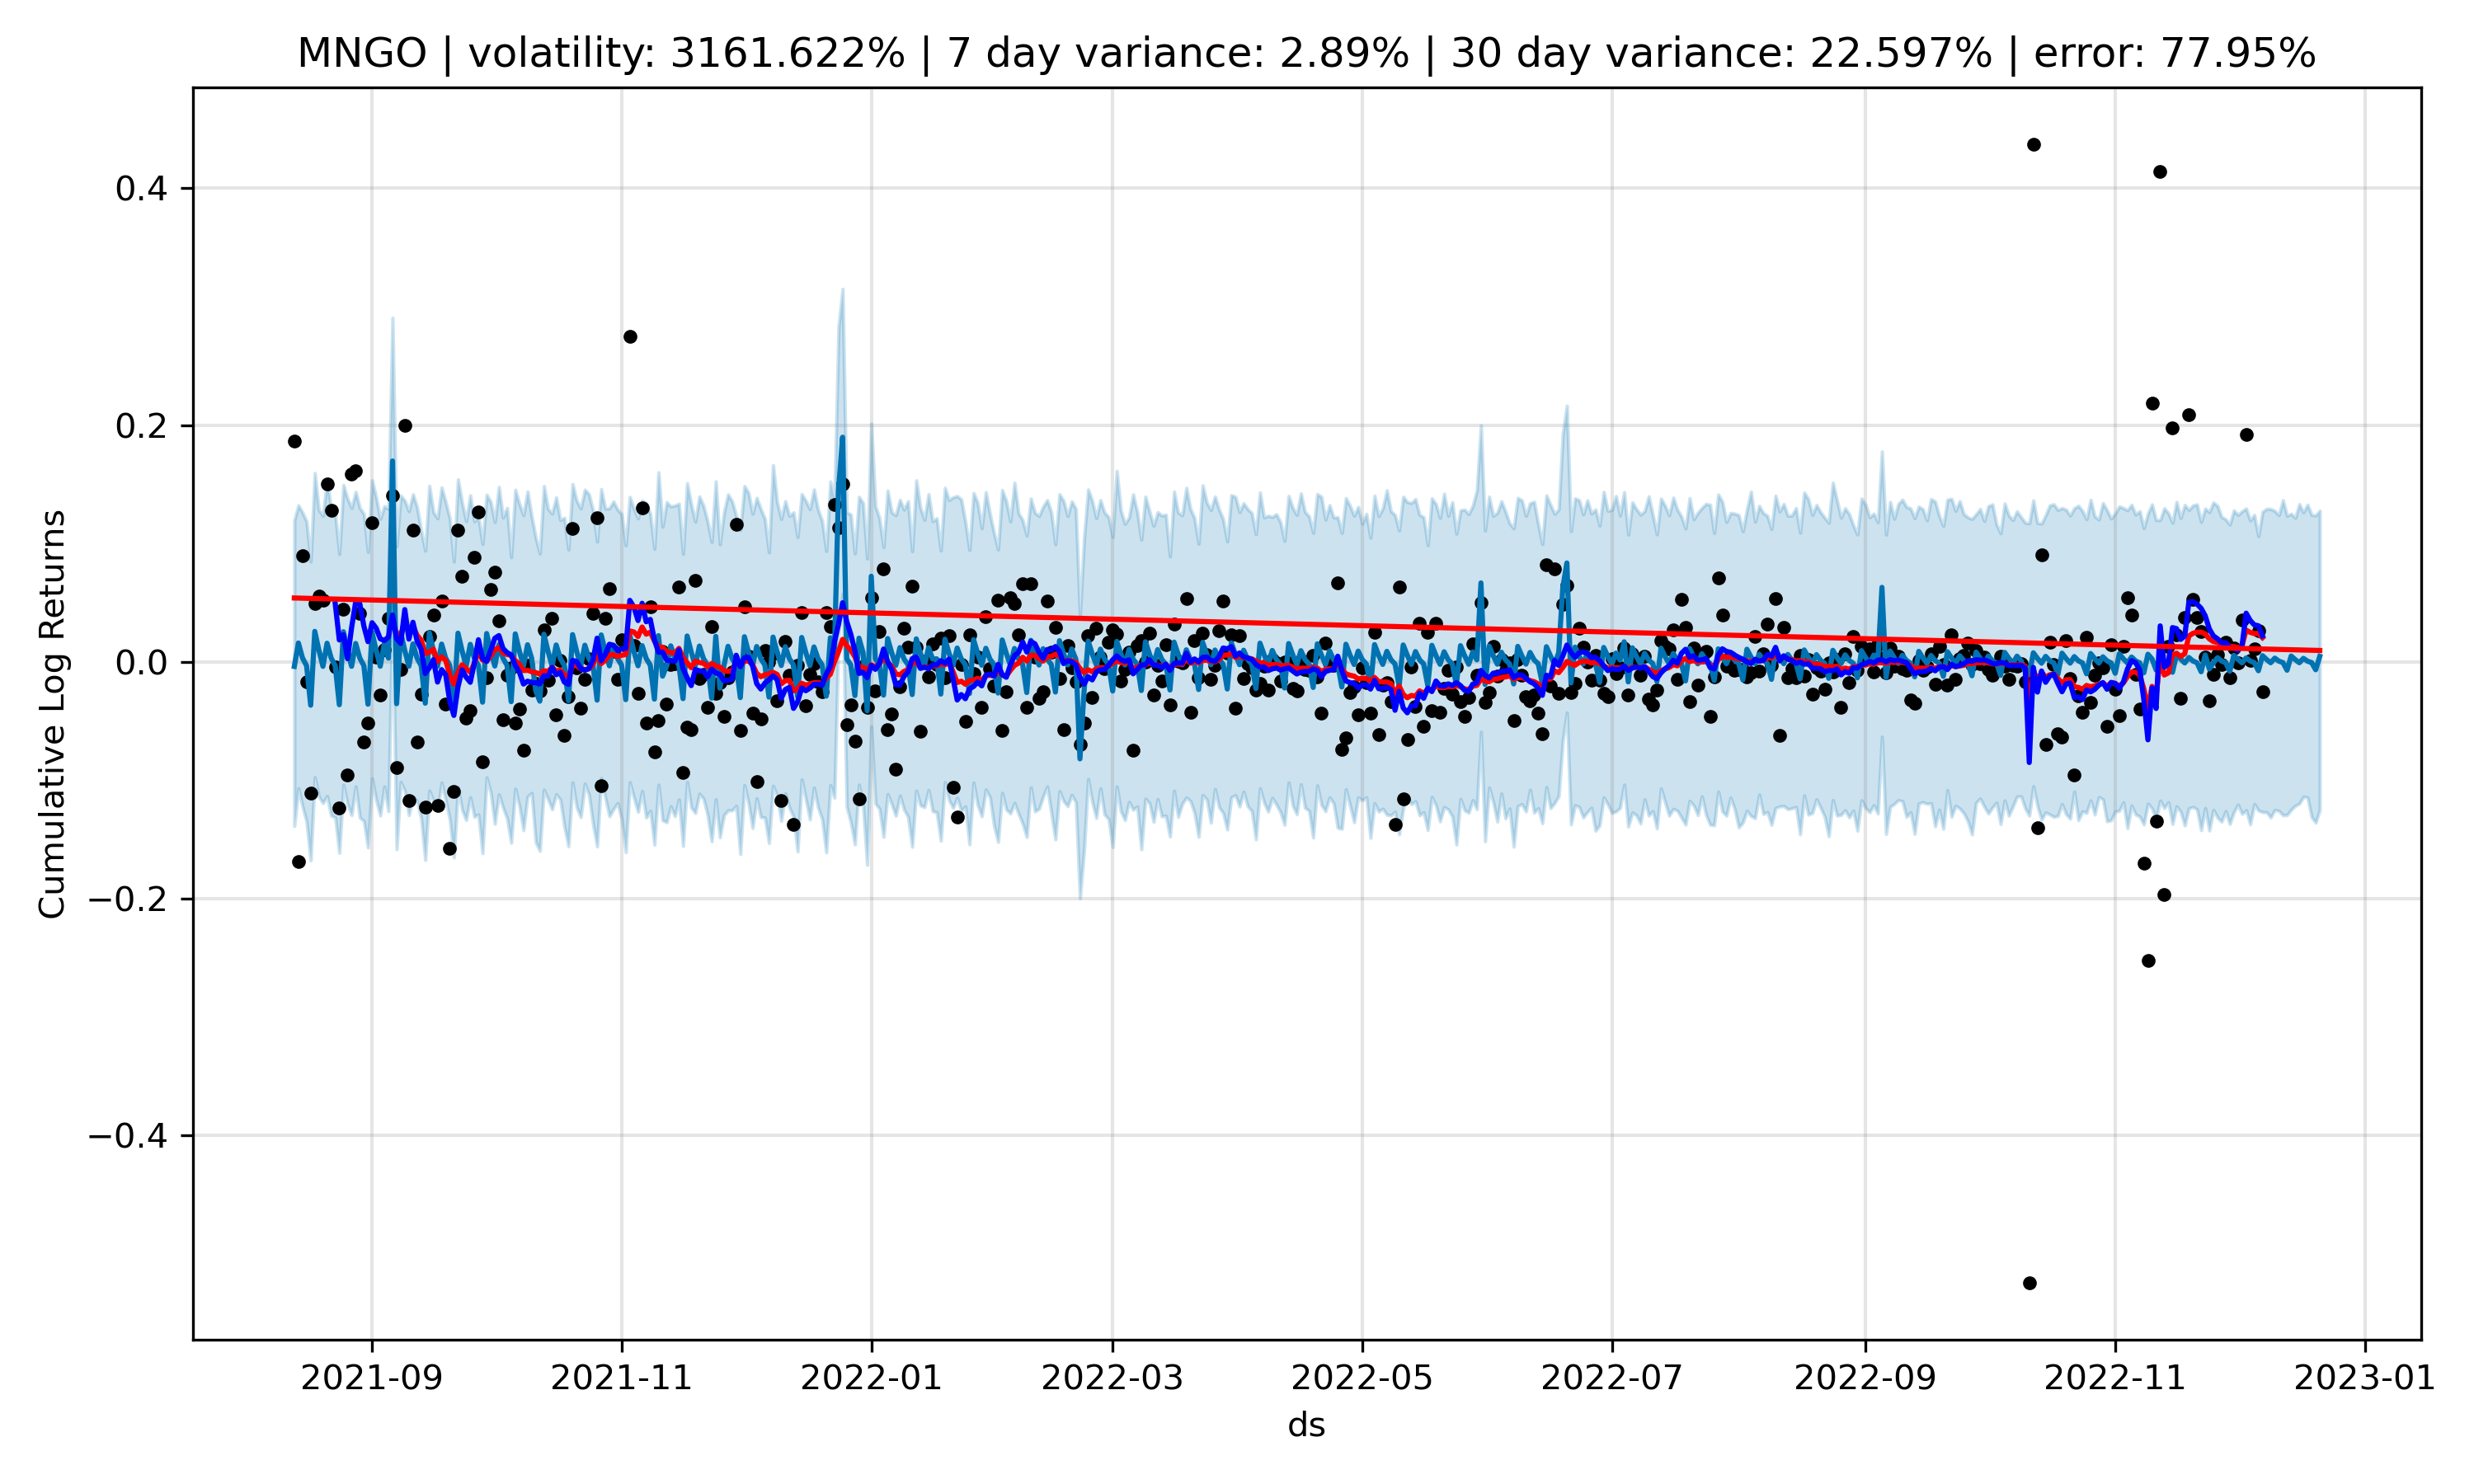 MNGO | volatility: 3161.622% | 7 day variance: 2.89% | 30 day variance: 22.597% | error: 77.95%
Cumulative Log Returns
0.4
0.2
0.0
−0.2
−0.4
2021-09 2021-11 2022-01 2022-03 2022-05 2022-07 2022-09 2022-11 2023-01
ds